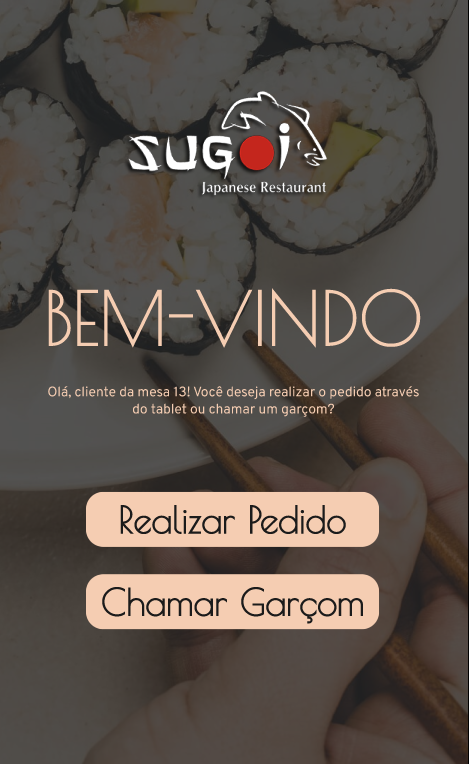 SUGOi
Japanese Restaurant
BEM-VINDO
Olá, cliente da mesa 13! Você deseja realizar o pedido através
do tablet ou chamar um garçom?
Realizar Pedido
Chamar Garçom